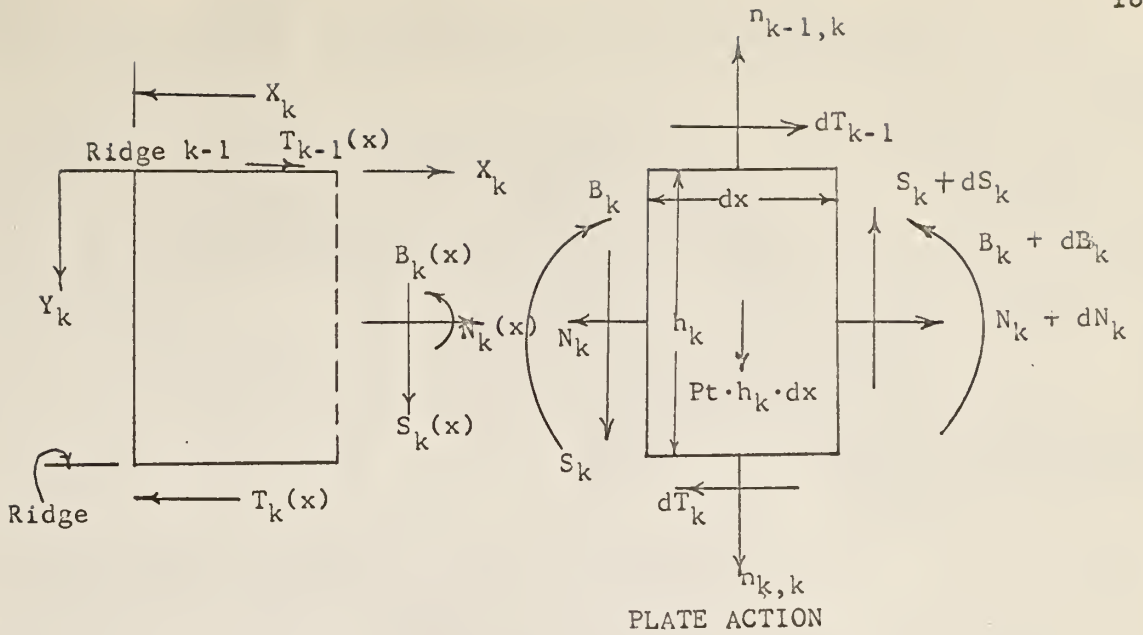 n_{k-1,k}
X_k
dT_{k-1}
Ridge k-1
T_{k-1}(x)
X_k
B_k
dx
S_k + dS_k
B_k(x)
B_k + dB_k
Y_k
N_k(x)
N_k
h_k
N_k + dN_k
Pt·h_k·dx
S_k(x)
S_k
Ridge
T_k(x)
dT_k
n_{k,k}
PLATE ACTION